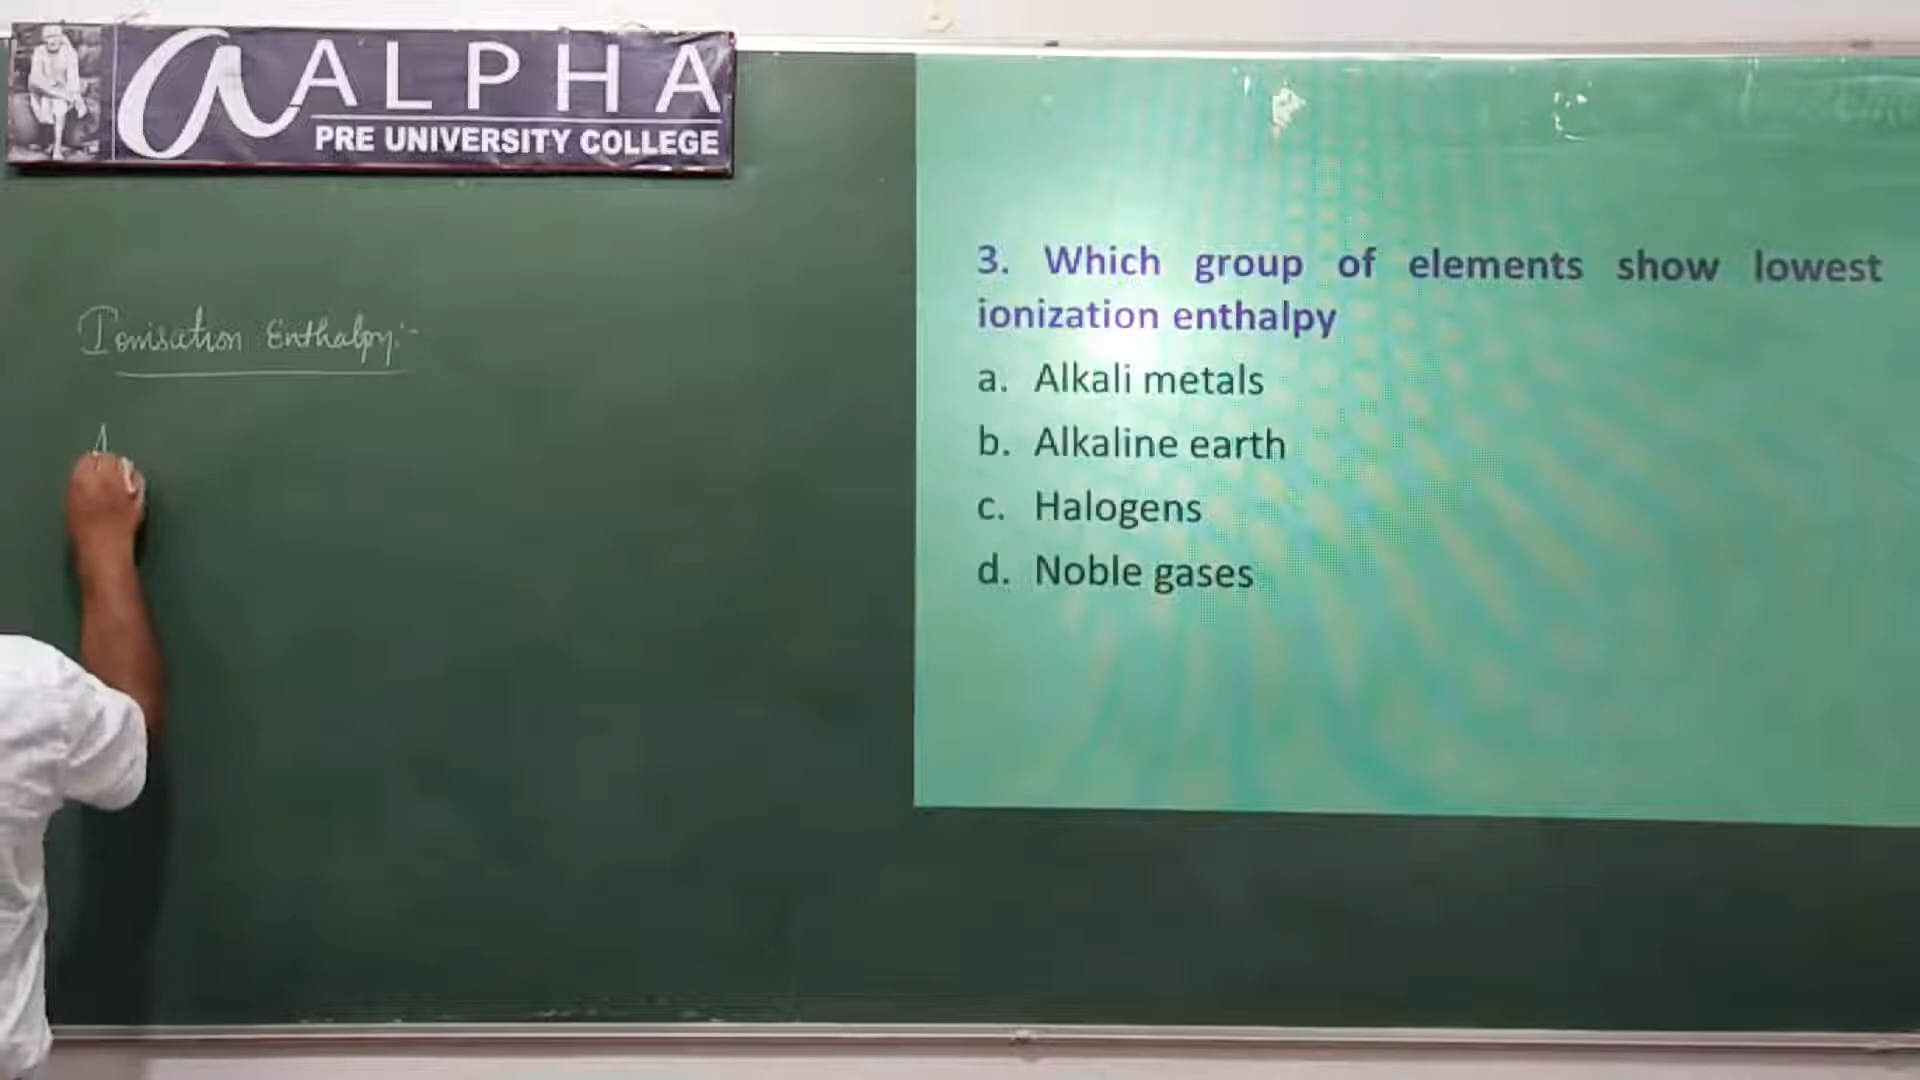 ALPHA
PRE UNIVERSITY COLLEGE
Ionisation Enthalpy:-
A
3. Which group of elements show lowest
ionization enthalpy
a. Alkali metals
b. Alkaline earth
c. Halogens
d. Noble gases